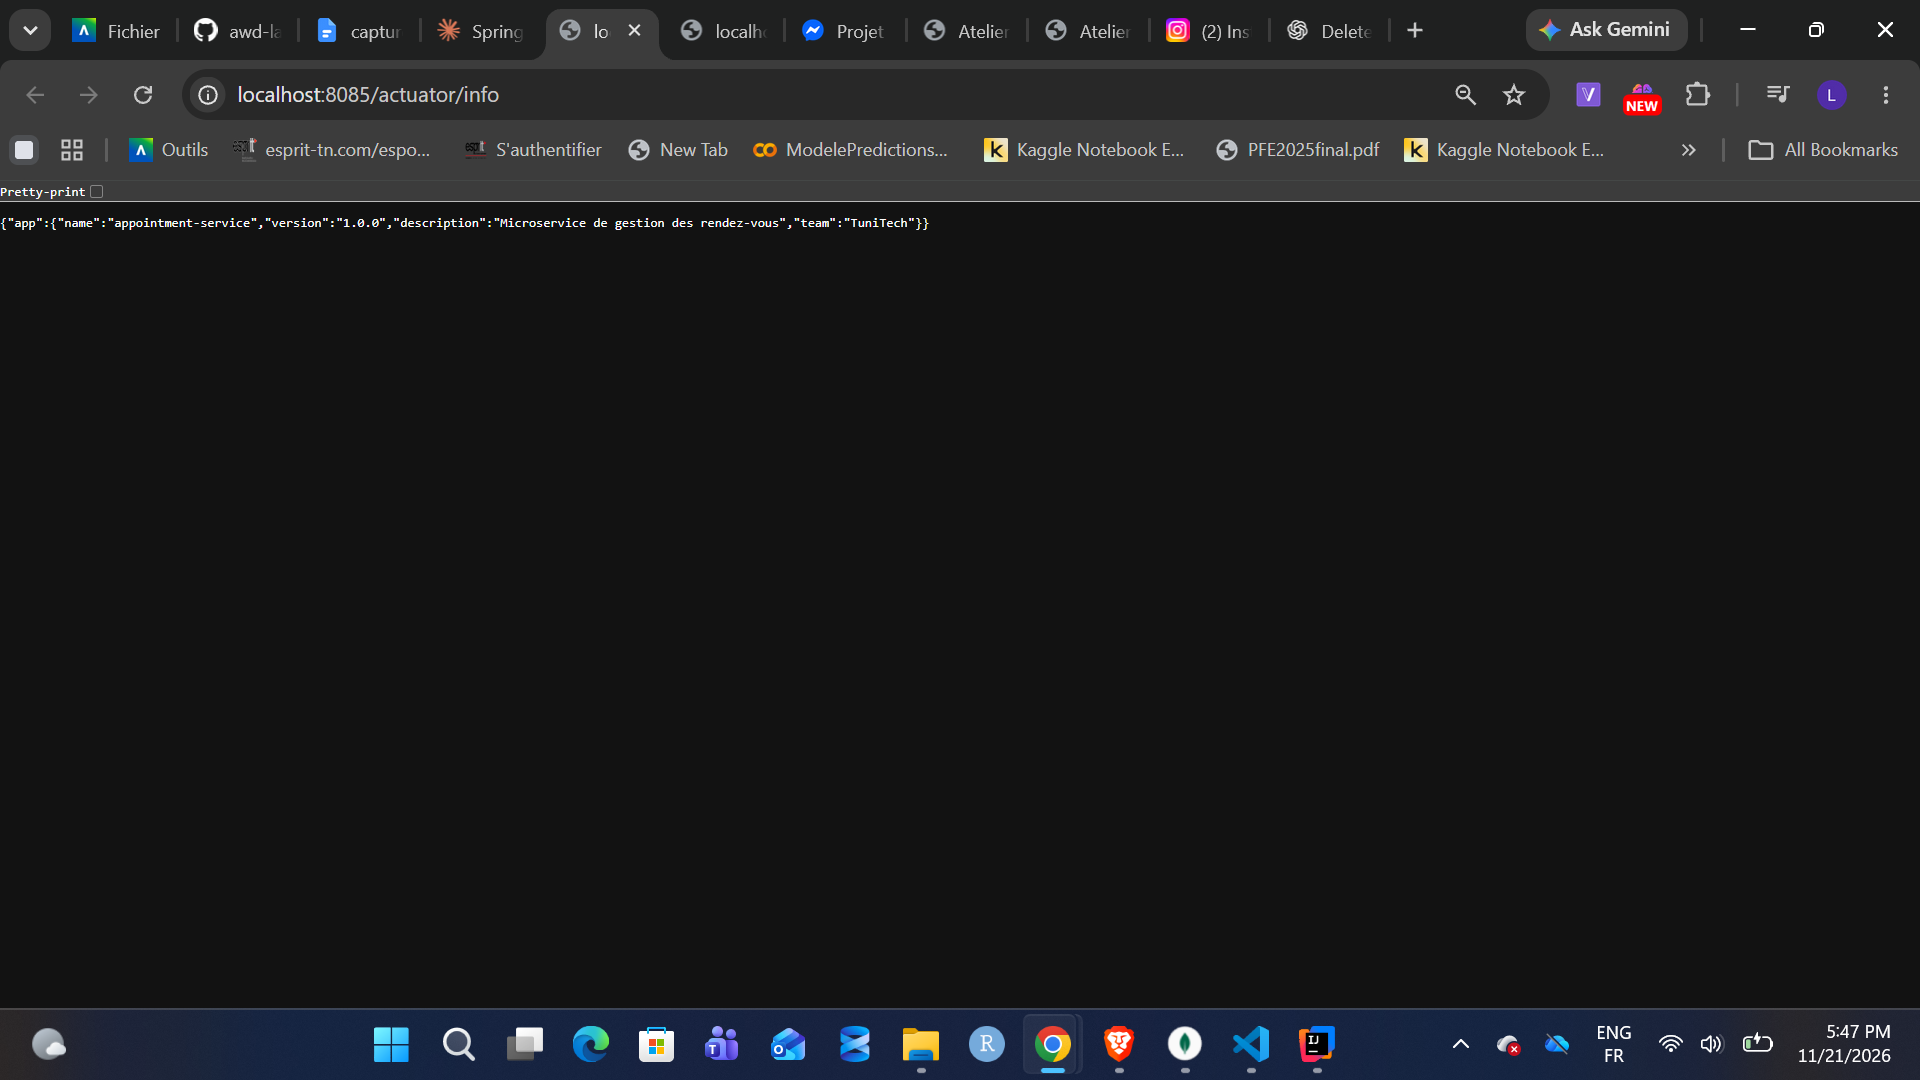 Fichier
awd-la
captur
Spring
lo
localho
Projet
Atelier
Atelier
(2) Ins
Delete
Ask Gemini
localhost:8085/actuator/info
NEW
L
Outils
esprit-tn.com/espo...
S'authentifier
New Tab
ModelePredictions...
Kaggle Notebook E...
PFE2025final.pdf
Kaggle Notebook E...
All Bookmarks
Pretty-print
{"app":{"name":"appointment-service","version":"1.0.0","description":"Microservice de gestion des rendez-vous","team":"TuniTech"}}
ENG
FR
5:47 PM
11/21/2026